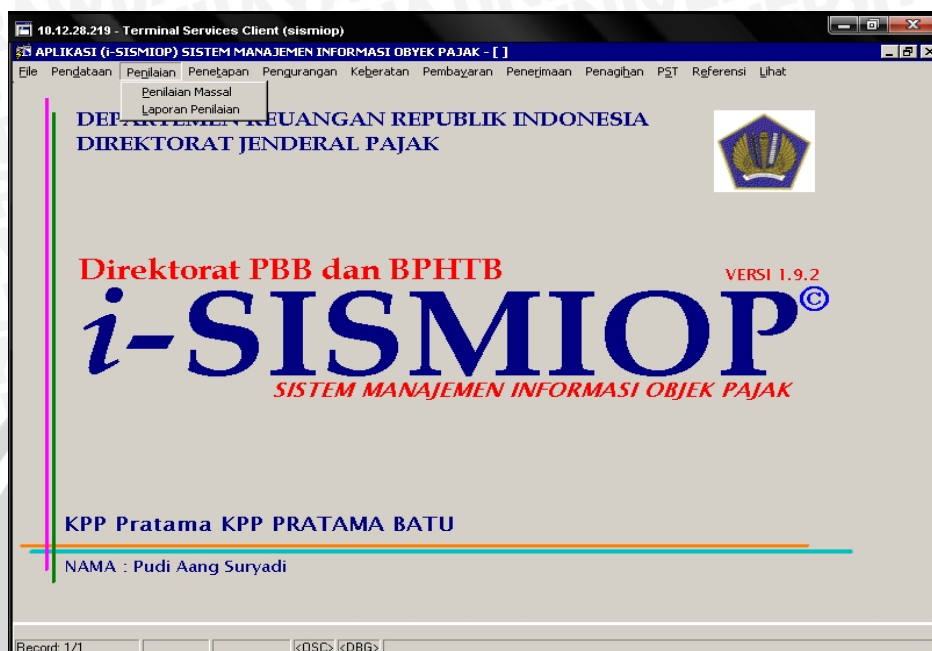 10.12.28.219 - Terminal Services Client (sismiop)
APLIKASI (i-SISMIOP) SISTEM MANAJEMEN INFORMASI OBYEK PAJAK - [ ]
File Pendataan Penilaian Penetapan Pengurangan Keberatan Pembayaran Penerimaan Penagihan PST Referensi Lihat
Penilaian Massal
Laporan Penilaian
KEUANGAN REPUBLIK INDONESIA
DIREKTORAT JENDERAL PAJAK
Direktorat PBB dan BPHTB
VERSI 1.9.2
i-SISMIOP©
SISTEM MANAJEMEN INFORMASI OBJEK PAJAK
KPP Pratama KPP PRATAMA BATU
NAMA : Pudi Aang Suryadi
Record: 1/1 <OSC> <DBG>